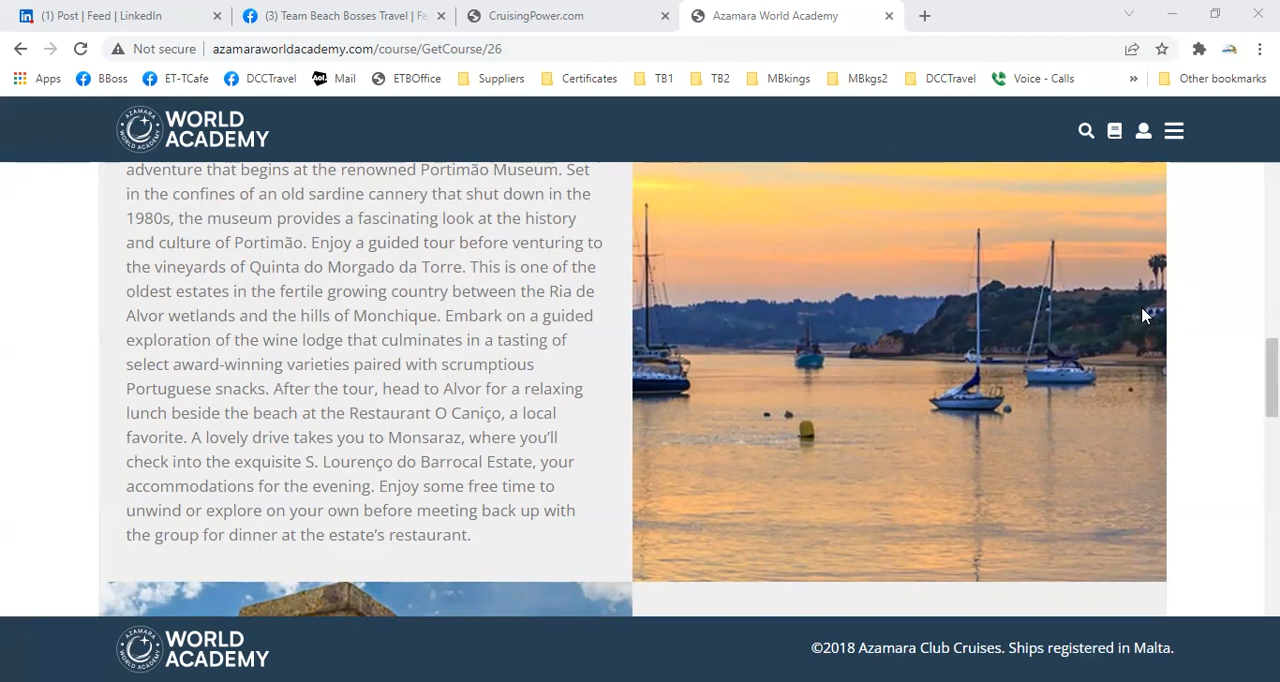 (1) Post | Feed | LinkedIn
(3) Team Beach Bosses Travel | Fa
CruisingPower.com
Azamara World Academy
Not secure
azamaraworldacademy.com/course/GetCourse/26
Apps
BBoss
ET-TCafe
DCCTravel
Aol.
Mail
ETBOffice
Suppliers
Certificates
TB1
TB2
MBkings
MBkgs2
DCCTravel
Voice - Calls
»
Other bookmarks
AZAMARA
WORLD ACADEMY
WORLD
ACADEMY
adventure that begins at the renowned Portimão Museum. Set
in the confines of an old sardine cannery that shut down in the
1980s, the museum provides a fascinating look at the history
and culture of Portimão. Enjoy a guided tour before venturing to
the vineyards of Quinta do Morgado da Torre. This is one of the
oldest estates in the fertile growing country between the Ria de
Alvor wetlands and the hills of Monchique. Embark on a guided
exploration of the wine lodge that culminates in a tasting of
select award-winning varieties paired with scrumptious
Portuguese snacks. After the tour, head to Alvor for a relaxing
lunch beside the beach at the Restaurant O Caniço, a local
favorite. A lovely drive takes you to Monsaraz, where you’ll
check into the exquisite S. Lourenço do Barrocal Estate, your
accommodations for the evening. Enjoy some free time to
unwind or explore on your own before meeting back up with
the group for dinner at the estate’s restaurant.
AZAMARA
WORLD ACADEMY
WORLD
ACADEMY
©2018 Azamara Club Cruises. Ships registered in Malta.